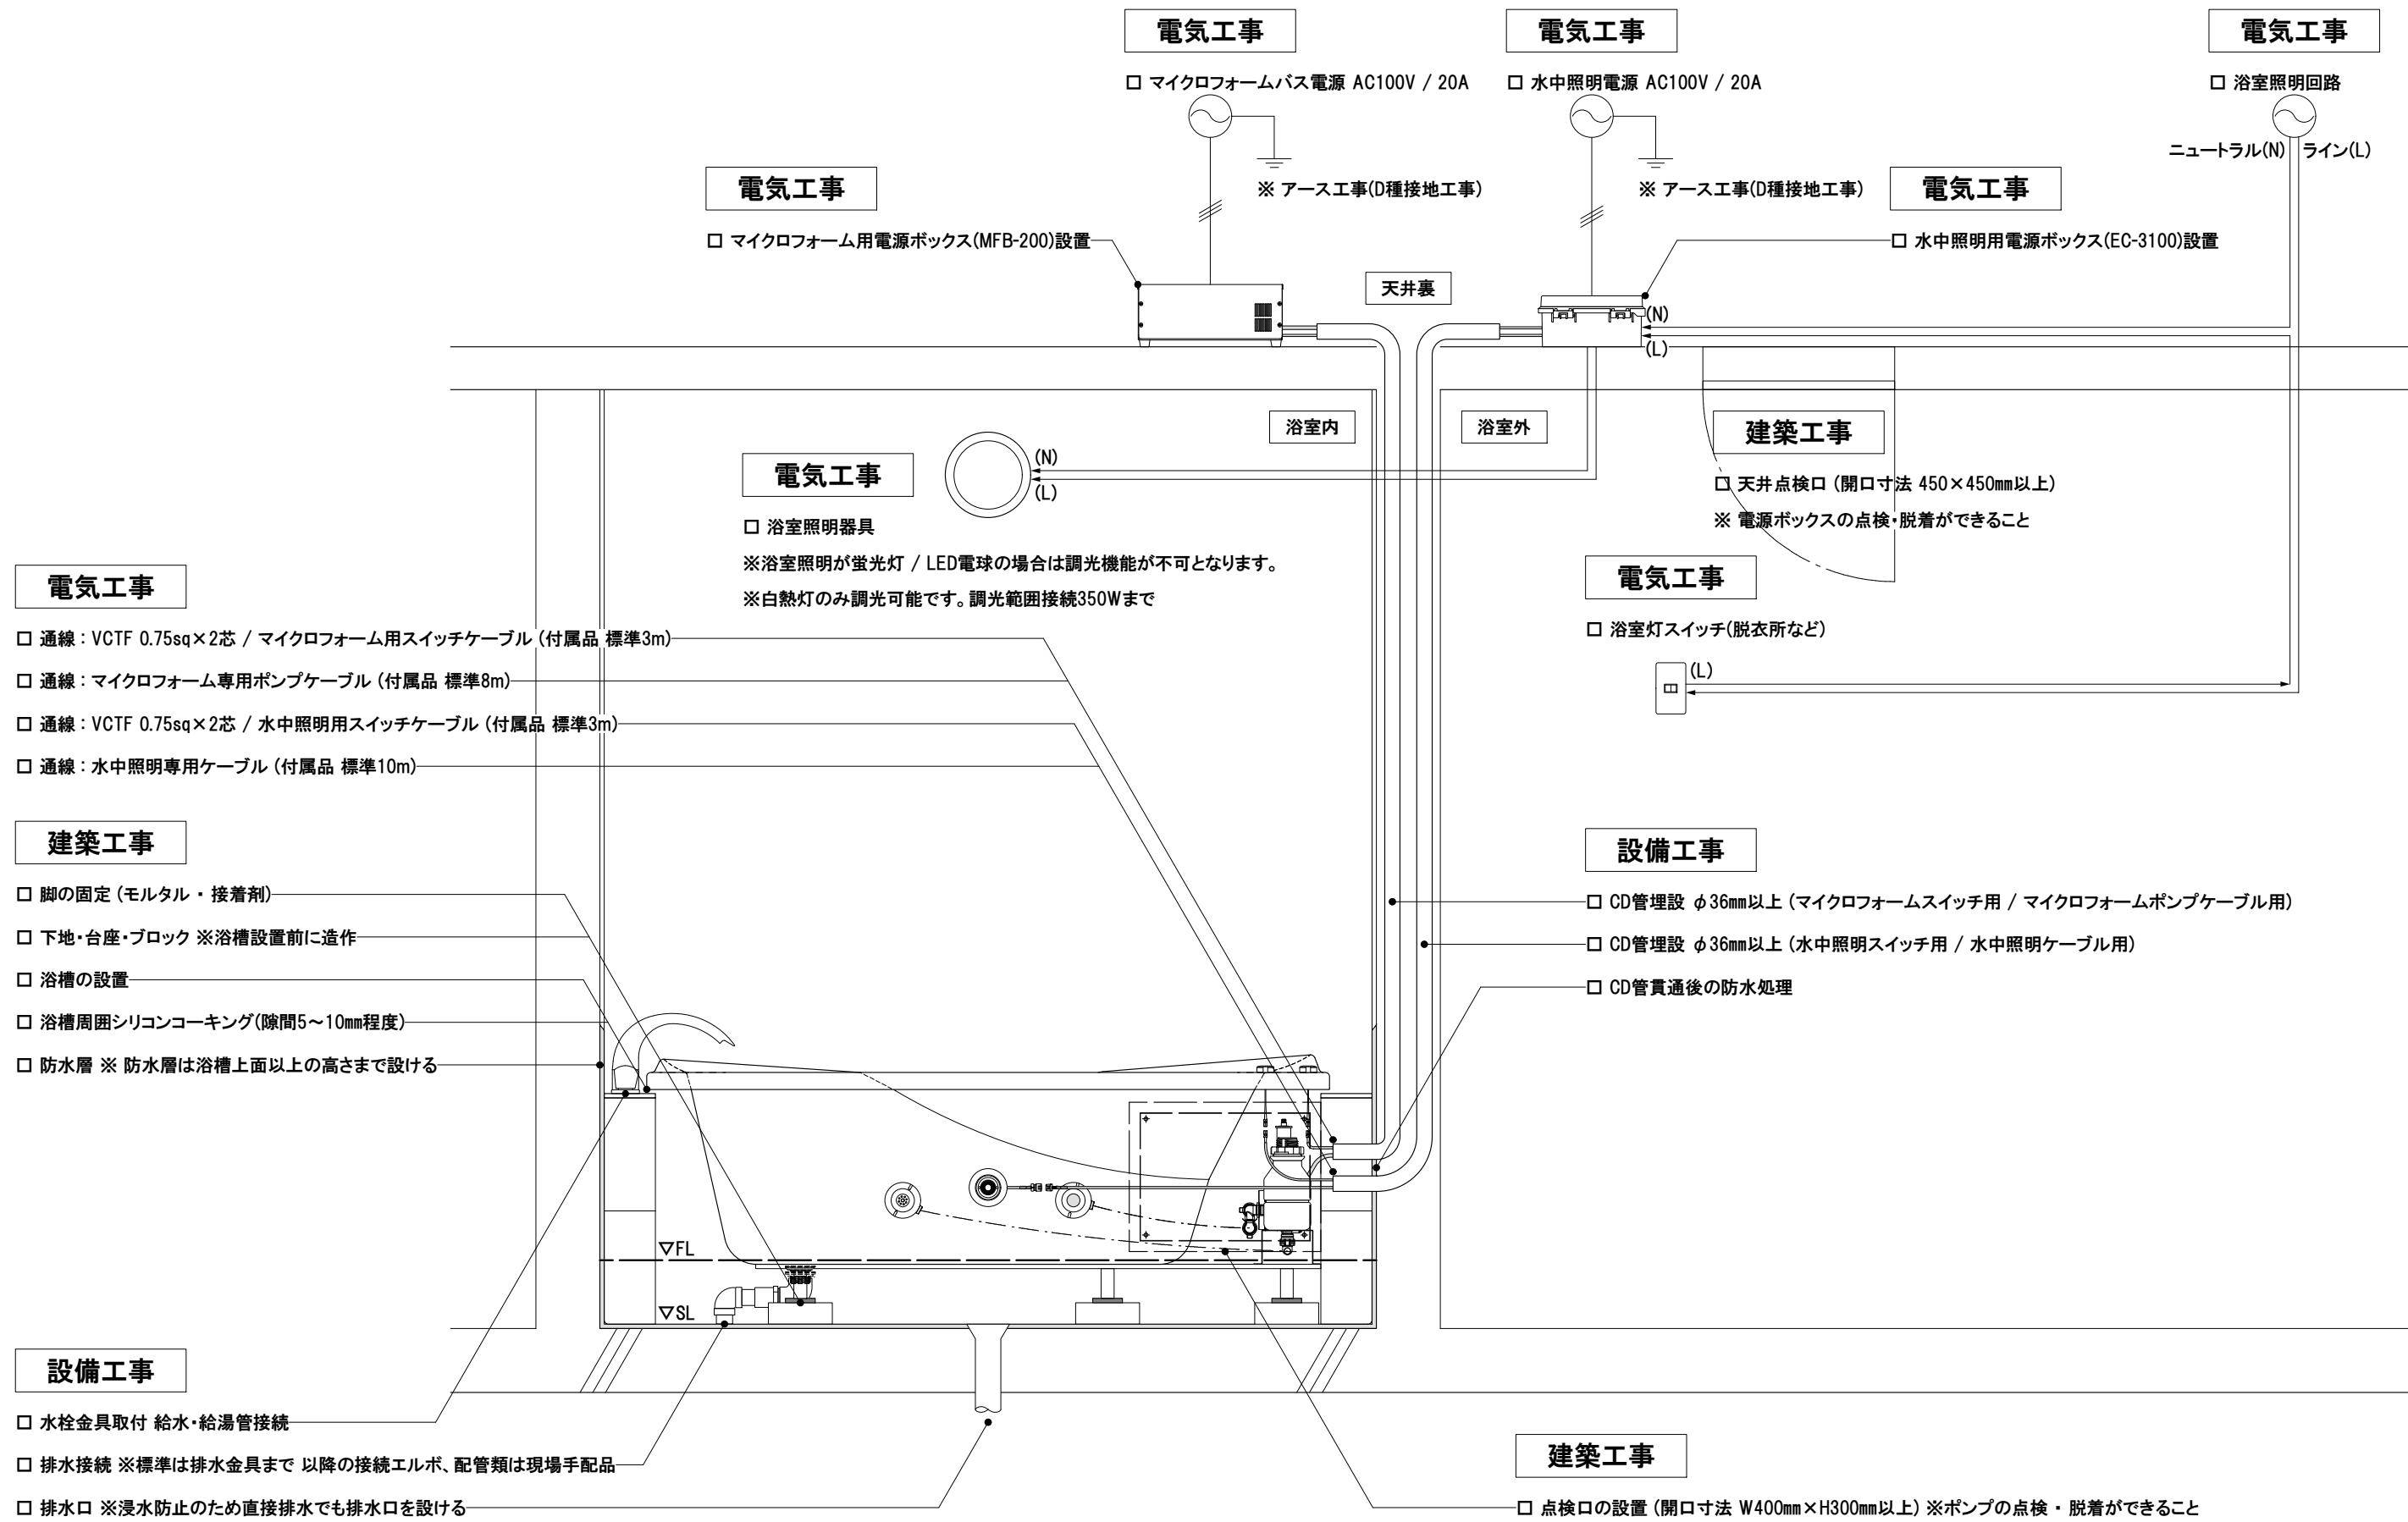 電気工事
□ マイクロフォームバス電源 AC100V / 20A
※ アース工事(D種接地工事)
電気工事
□ 水中照明電源 AC100V / 20A
※ アース工事(D種接地工事)
電気工事
□ 浴室照明回路
ニュートラル(N)
ライン(L)
電気工事
□ マイクロフォーム用電源ボックス(MFB-200)設置
電気工事
□ 水中照明用電源ボックス(EC-3100)設置
天井裏
(N)
(L)
浴室内
浴室外
建築工事
□ 天井点検口 (開口寸法 450×450mm以上)
※ 電源ボックスの点検・脱着ができること
電気工事
(N)
(L)
□ 浴室照明器具
※浴室照明が蛍光灯 / LED電球の場合は調光機能が不可となります。
※白熱灯のみ調光可能です。調光範囲接続350Wまで
電気工事
□ 浴室灯スイッチ(脱衣所など)
(L)
電気工事
□ 通線：VCTF 0.75sq×2芯 / マイクロフォーム用スイッチケーブル (付属品 標準3m)
□ 通線：マイクロフォーム専用ポンプケーブル (付属品 標準8m)
□ 通線：VCTF 0.75sq×2芯 / 水中照明用スイッチケーブル (付属品 標準3m)
□ 通線：水中照明専用ケーブル (付属品 標準10m)
建築工事
□ 脚の固定 (モルタル ・ 接着剤)
□ 下地・台座・ブロック ※浴槽設置前に造作
□ 浴槽の設置
□ 浴槽周囲シリコンコーキング(隙間5～10mm程度)
□ 防水層 ※ 防水層は浴槽上面以上の高さまで設ける
設備工事
□ CD管埋設 φ36mm以上 (マイクロフォームスイッチ用 / マイクロフォームポンプケーブル用)
□ CD管埋設 φ36mm以上 (水中照明スイッチ用 / 水中照明ケーブル用)
□ CD管貫通後の防水処理
▽FL
▽SL
設備工事
□ 水栓金具取付 給水・給湯管接続
□ 排水接続 ※標準は排水金具まで 以降の接続エルボ、配管類は現場手配品
□ 排水口 ※浸水防止のため直接排水でも排水口を設ける
建築工事
□ 点検口の設置 (開口寸法 W400mm×H300mm以上) ※ポンプの点検 ・ 脱着ができること